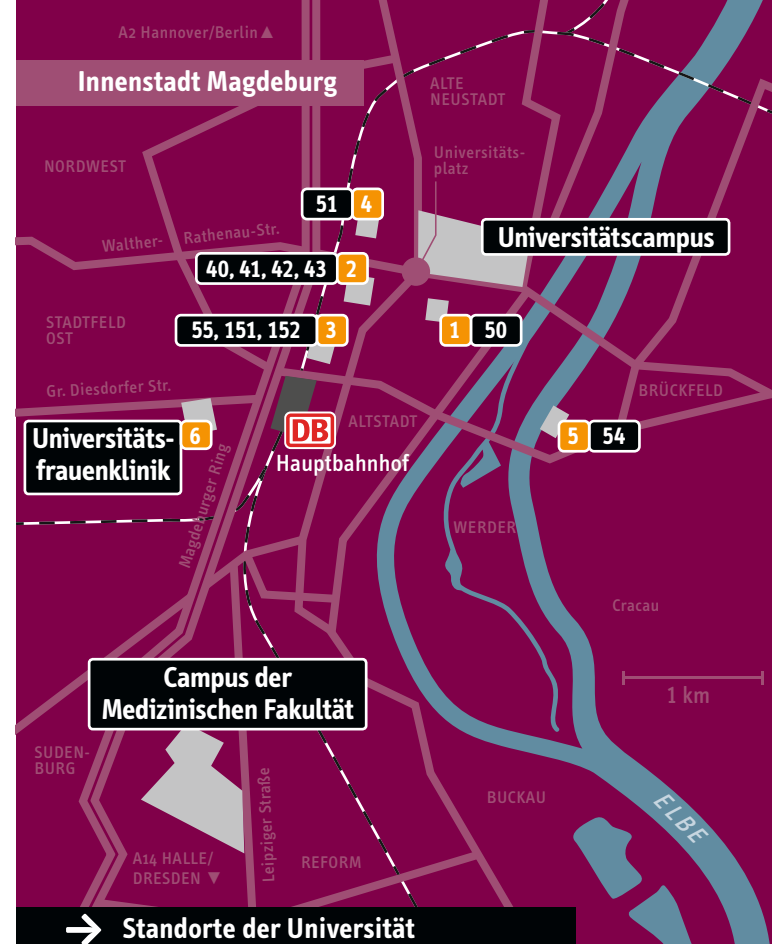 A2 Hannover/Berlin ▲
Innenstadt Magdeburg
ALTE
NEUSTADT
Universitäts-
platz
NORDWEST
51 4
Walther- Rathenau-Str.
Universitätscampus
40, 41, 42, 43 2
STADTFELD
OST
55, 151, 152 3
1 50
Gr. Diesdorfer Str.
BRÜCKFELD
ALTSTADT
DB
Hauptbahnhof
Universitäts-
frauenklinik
6
5 54
Magdeburger Ring
WERDER
Cracau
1 km
Campus der
Medizinischen Fakultät
SUDEN-
BURG
BUCKAU
ELBE
Leipziger Straße
A14 HALLE/
DRESDEN ▼
REFORM
→ Standorte der Universität